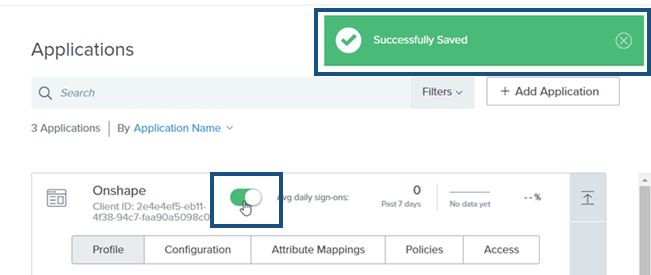 Successfully Saved
Applications
Search
Filters
+ Add Application
3 Applications | By Application Name
Onshape
Client ID: 2e4e4ef5-eb11-
4f38-94c7-faa90a5098c0
Avg daily sign-ons:
0
Past 7 days
No data yet
--%
Profile
Configuration
Attribute Mappings
Policies
Access